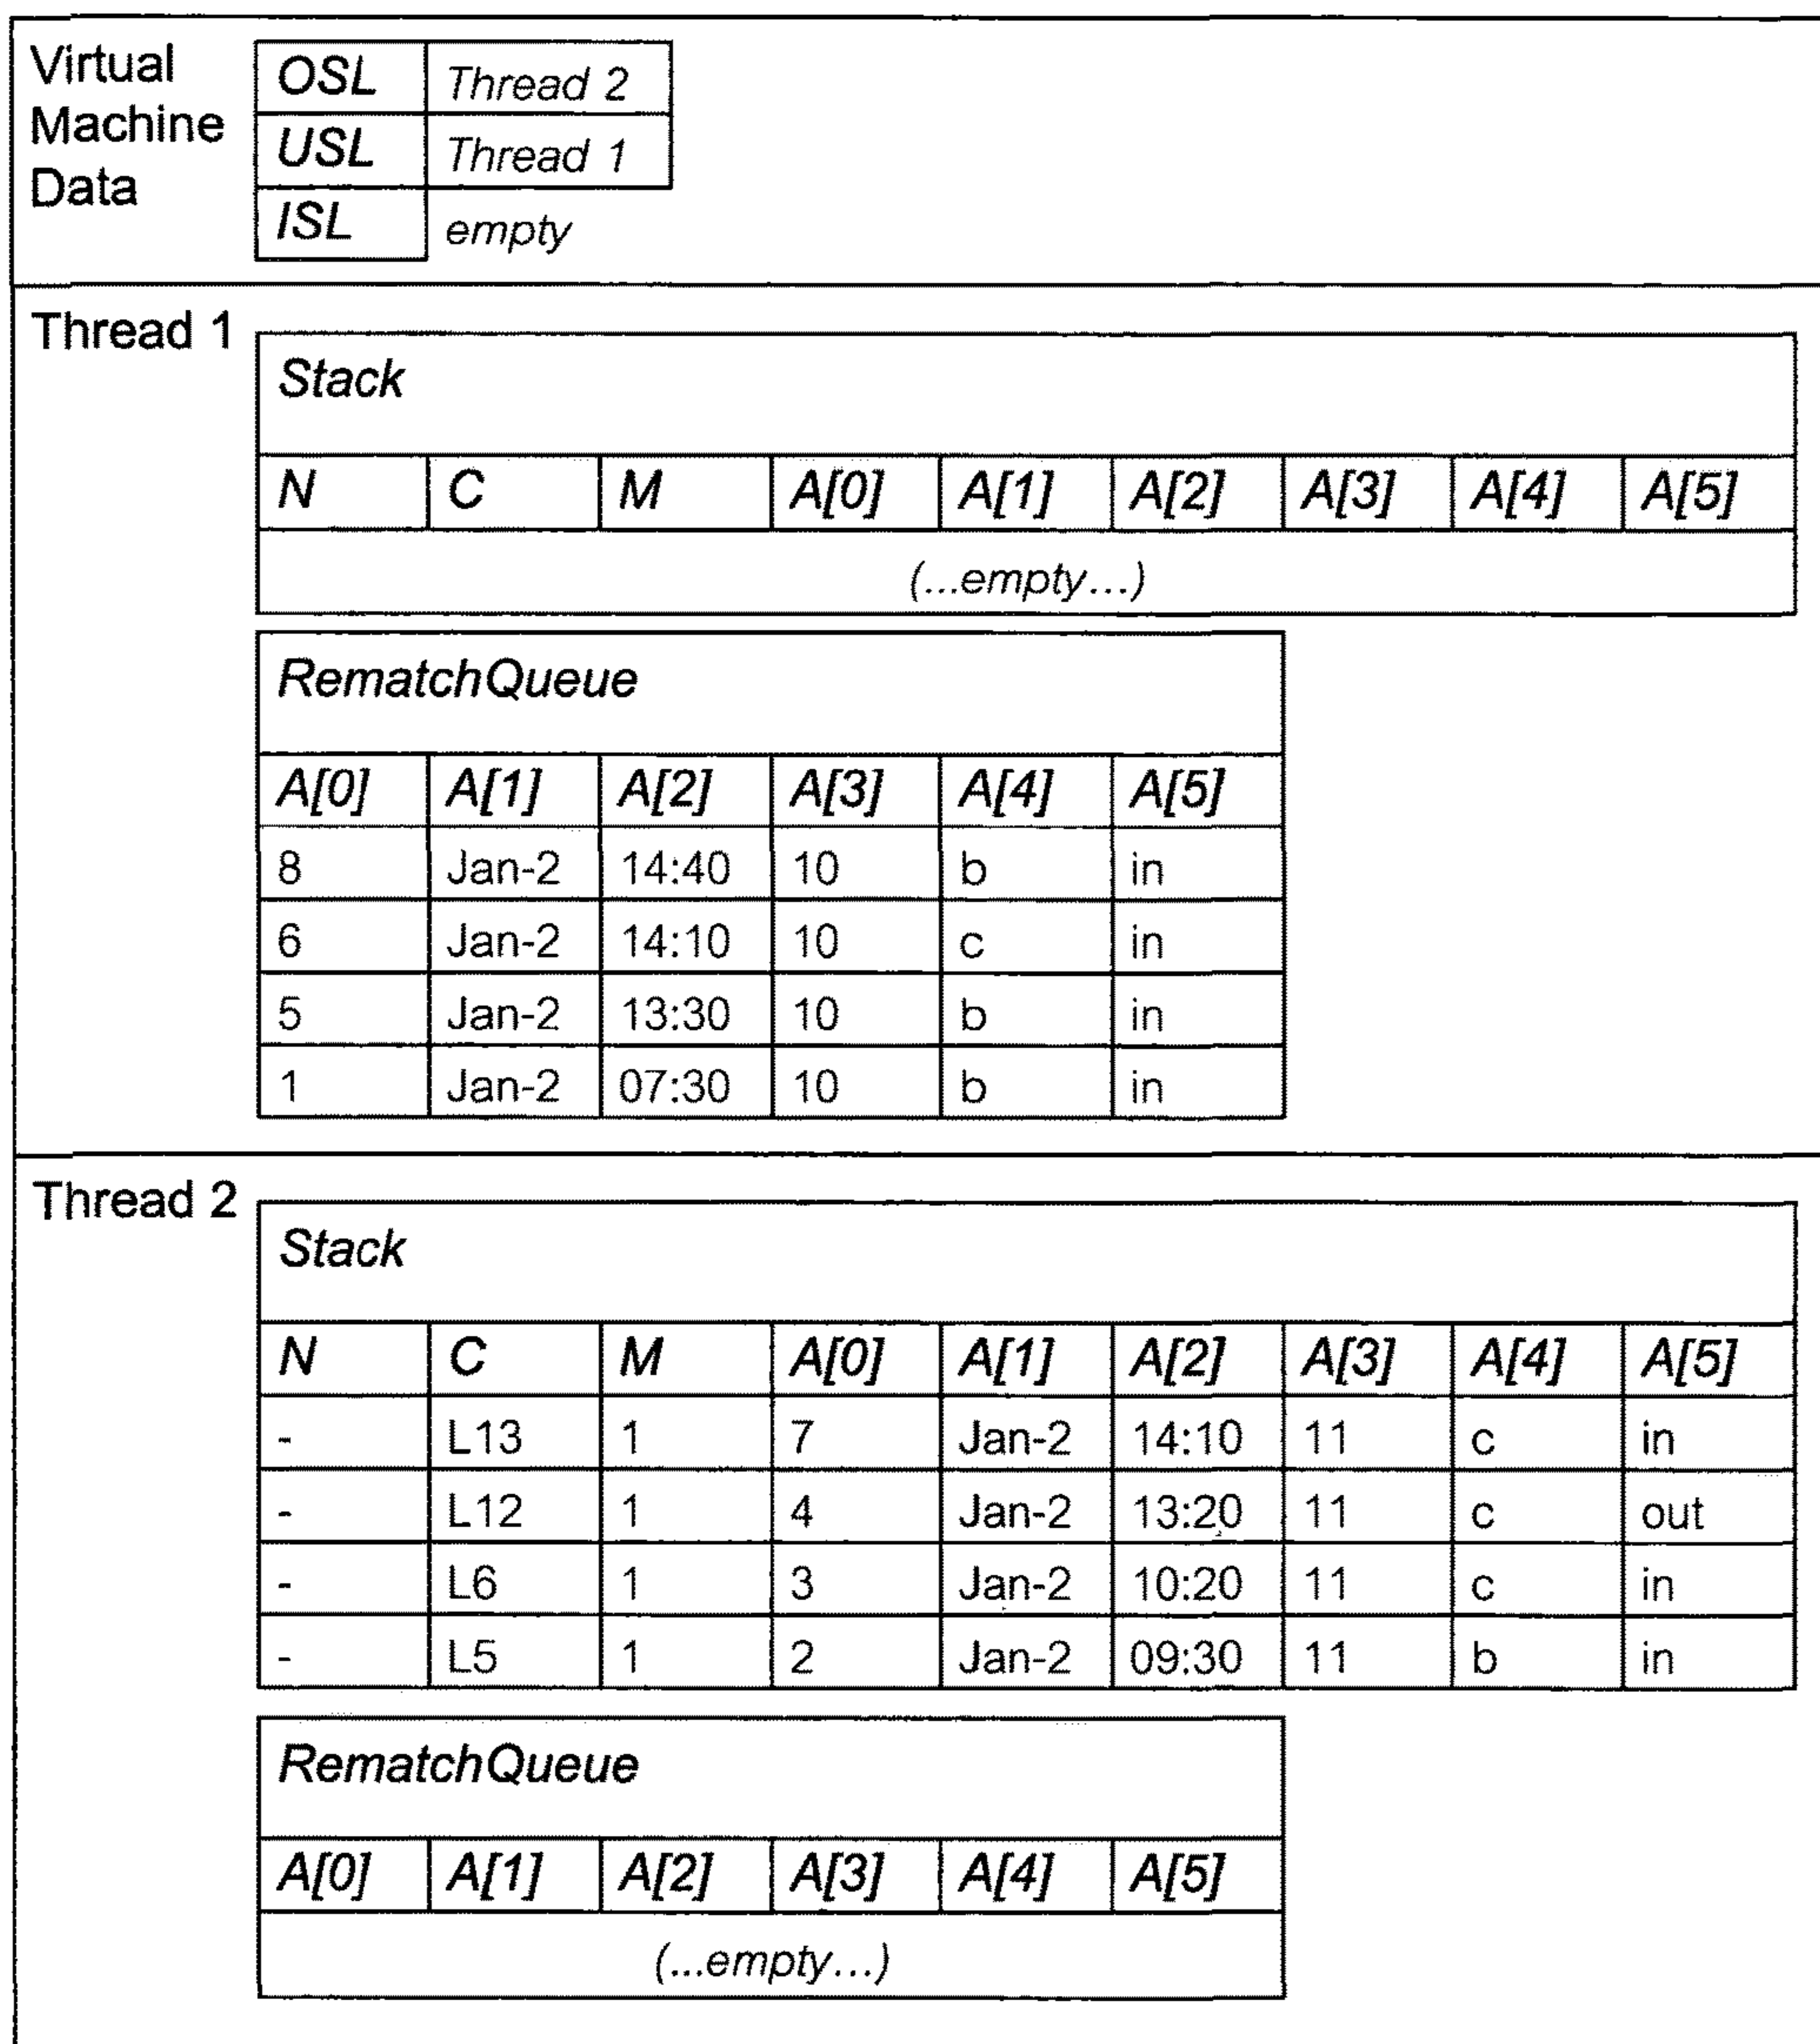 Virtual Machine Data
OSL Thread 2
USL Thread 1
ISL empty
Thread 1
Stack
N C M A[0] A[1] A[2] A[3] A[4] A[5]
(...empty...)
RematchQueue
A[0] A[1] A[2] A[3] A[4] A[5]
8 Jan-2 14:40 10 b in
6 Jan-2 14:10 10 c in
5 Jan-2 13:30 10 b in
1 Jan-2 07:30 10 b in
Thread 2
Stack
N C M A[0] A[1] A[2] A[3] A[4] A[5]
- L13 1 7 Jan-2 14:10 11 c in
- L12 1 4 Jan-2 13:20 11 c out
- L6 1 3 Jan-2 10:20 11 c in
- L5 1 2 Jan-2 09:30 11 b in
RematchQueue
A[0] A[1] A[2] A[3] A[4] A[5]
(...empty...)